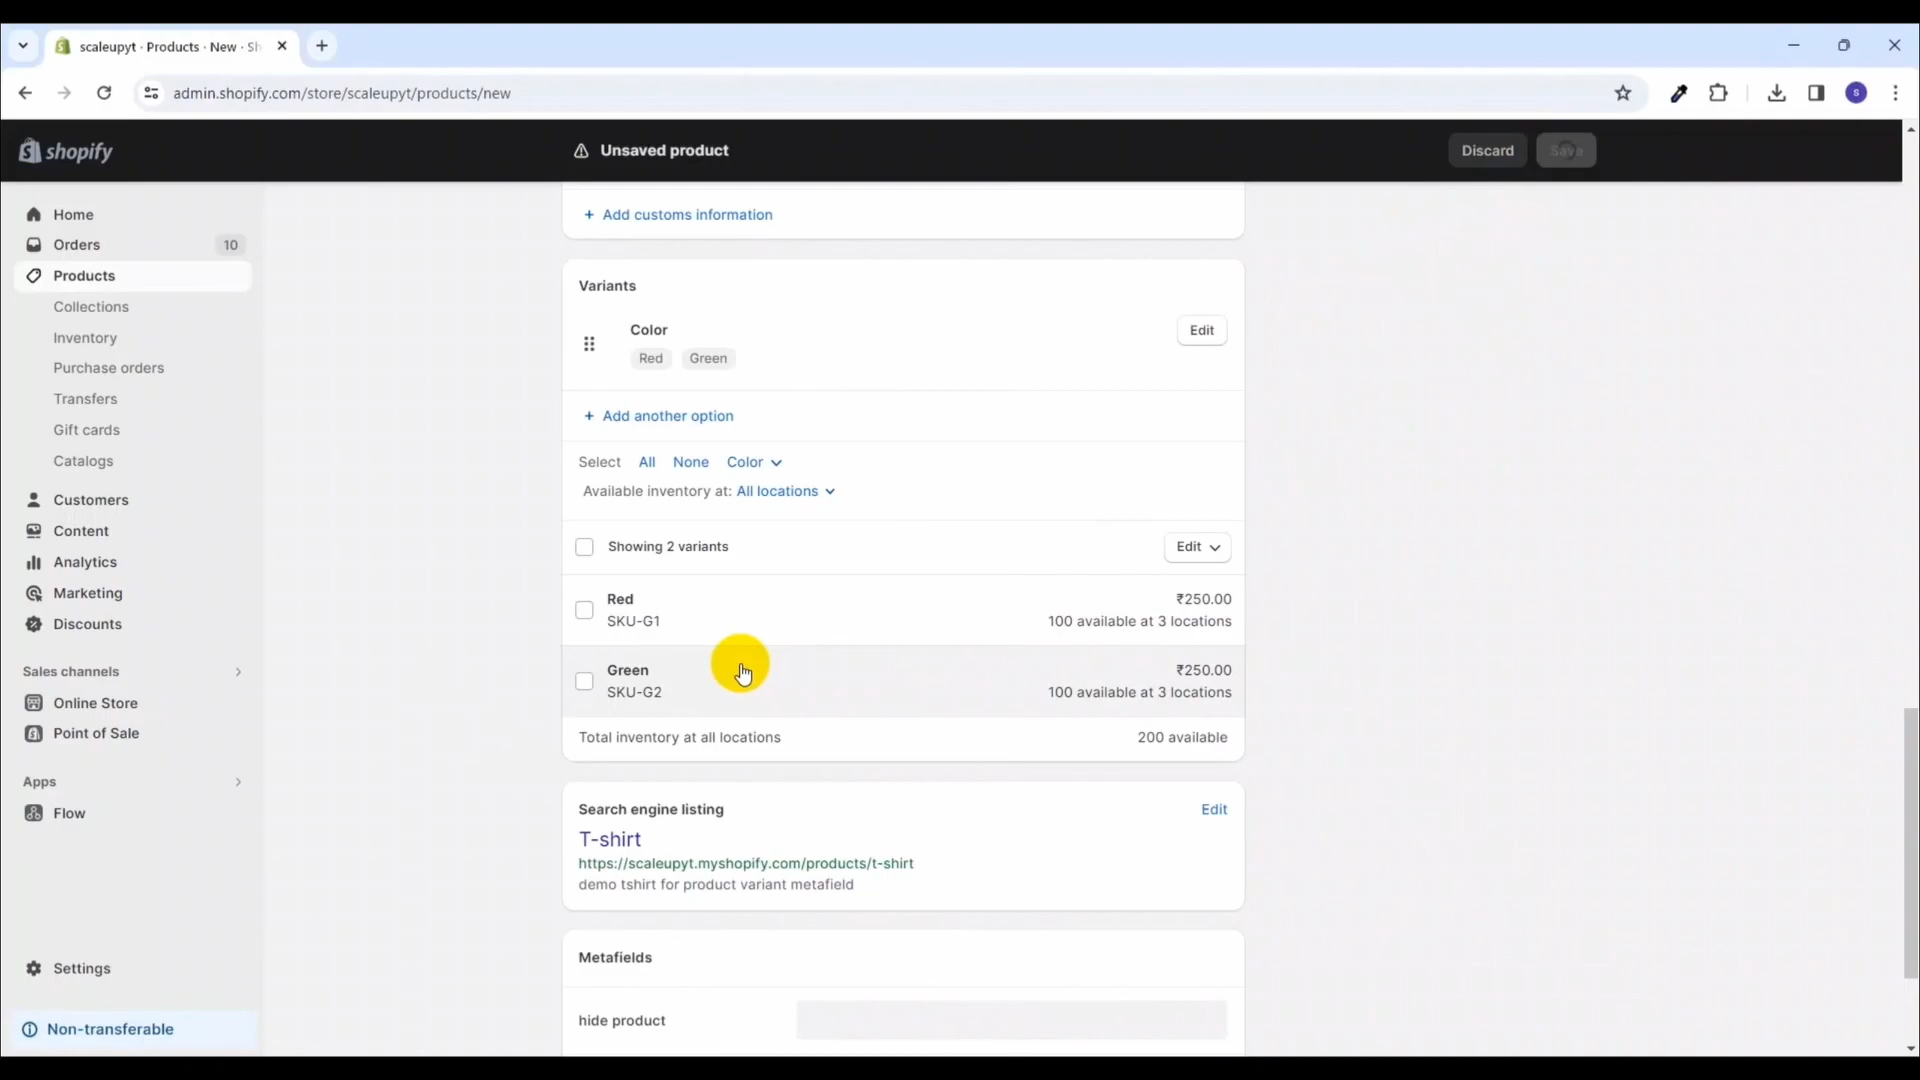 scaleupyt · Products · New · Sh
admin.shopify.com/store/scaleupyt/products/new
S
shopify
Unsaved product
Discard
Save
Home
Orders 10
Products
Collections
Inventory
Purchase orders
Transfers
Gift cards
Catalogs
Customers
Content
Analytics
Marketing
Discounts
Sales channels
Online Store
Point of Sale
Apps
Flow
Settings
Non-transferable
+ Add customs information
Variants
Color
Edit
Red Green
+ Add another option
Select All None Color
Available inventory at: All locations
Showing 2 variants Edit
Red ₹250.00
SKU-G1 100 available at 3 locations
Green ₹250.00
SKU-G2 100 available at 3 locations
Total inventory at all locations 200 available
Search engine listing Edit
T-shirt
https://scaleupyt.myshopify.com/products/t-shirt
demo tshirt for product variant metafield
Metafields
hide product